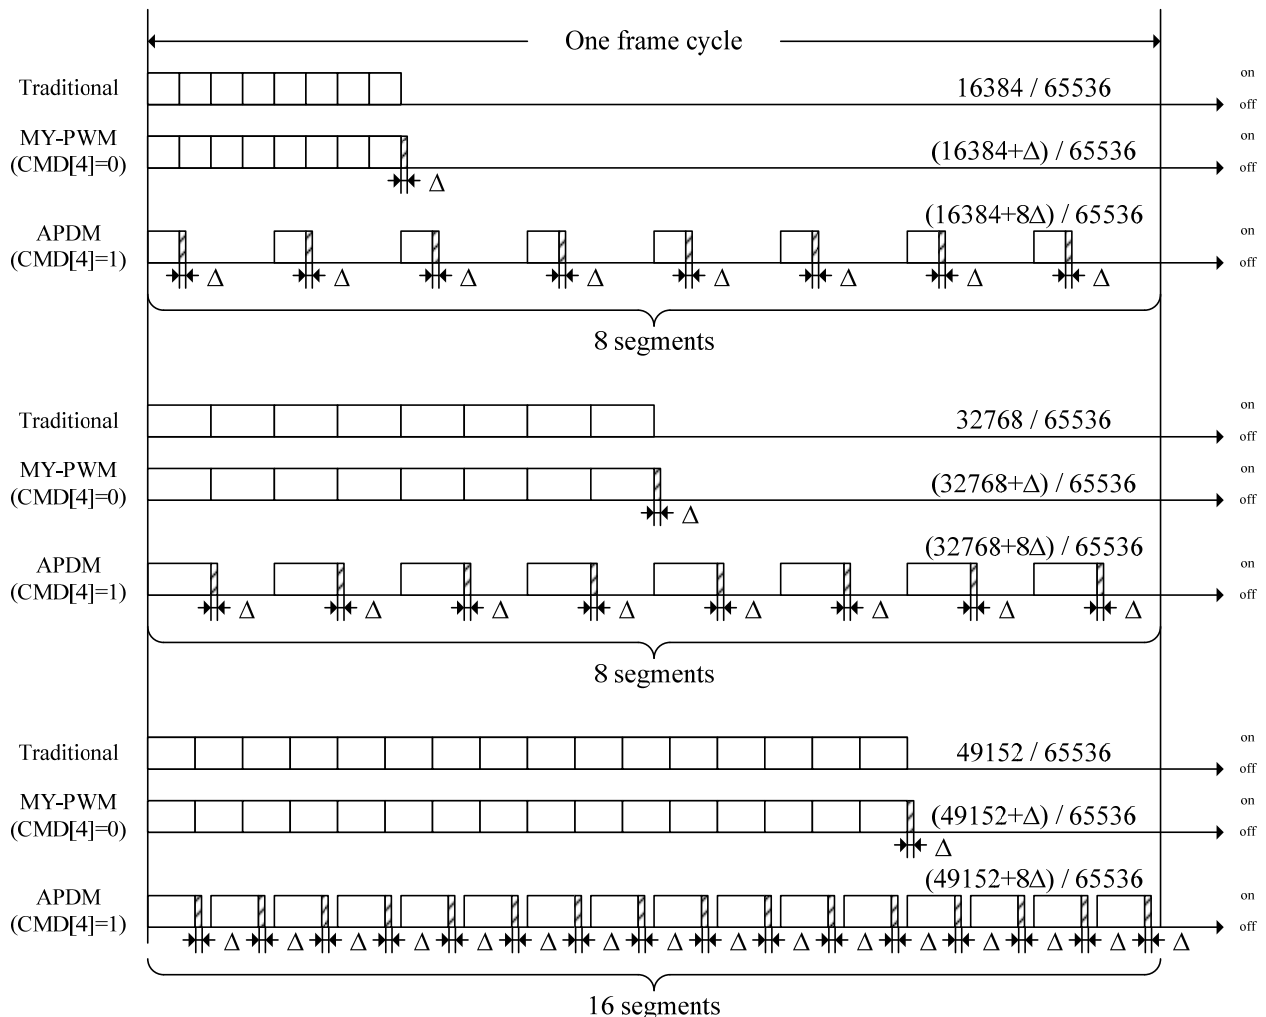 One frame cycle
Traditional 16384 / 65536 on
off
MY-PWM
(CMD[4]=0) (16384+Δ) / 65536 on
off
Δ
APDM
(CMD[4]=1) (16384+8Δ) / 65536 on
off
Δ Δ Δ Δ Δ Δ Δ Δ
8 segments
Traditional 32768 / 65536 on
off
MY-PWM
(CMD[4]=0) (32768+Δ) / 65536 on
off
Δ
APDM
(CMD[4]=1) (32768+8Δ) / 65536 on
off
Δ Δ Δ Δ Δ Δ Δ Δ
8 segments
Traditional 49152 / 65536 on
off
MY-PWM
(CMD[4]=0) (49152+Δ) / 65536 on
off
Δ
APDM
(CMD[4]=1) (49152+8Δ) / 65536 on
off
Δ Δ Δ Δ Δ Δ Δ Δ Δ Δ Δ Δ Δ Δ Δ Δ
16 segments